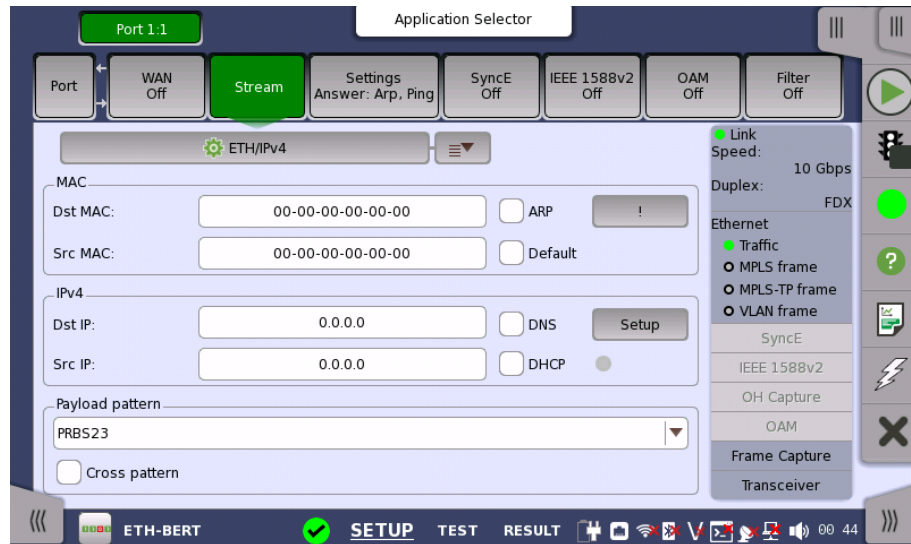 Application Selector
Port 1:1
Port
WAN
Off
Stream
Settings
Answer: Arp, Ping
SyncE
Off
IEEE 1588v2
Off
OAM
Off
Filter
Off
ETH/IPv4
MAC
Dst MAC:
00-00-00-00-00-00
ARP
!
Src MAC:
00-00-00-00-00-00
Default
IPv4
Dst IP:
0.0.0.0
DNS
Setup
Src IP:
0.0.0.0
DHCP
Payload pattern
PRBS23
Cross pattern
Link
Speed:
10 Gbps
Duplex:
FDX
Ethernet
Traffic
MPLS frame
MPLS-TP frame
VLAN frame
SyncE
IEEE 1588v2
OH Capture
OAM
Frame Capture
Transceiver
ETH-BERT
SETUP
TEST
RESULT
00 44